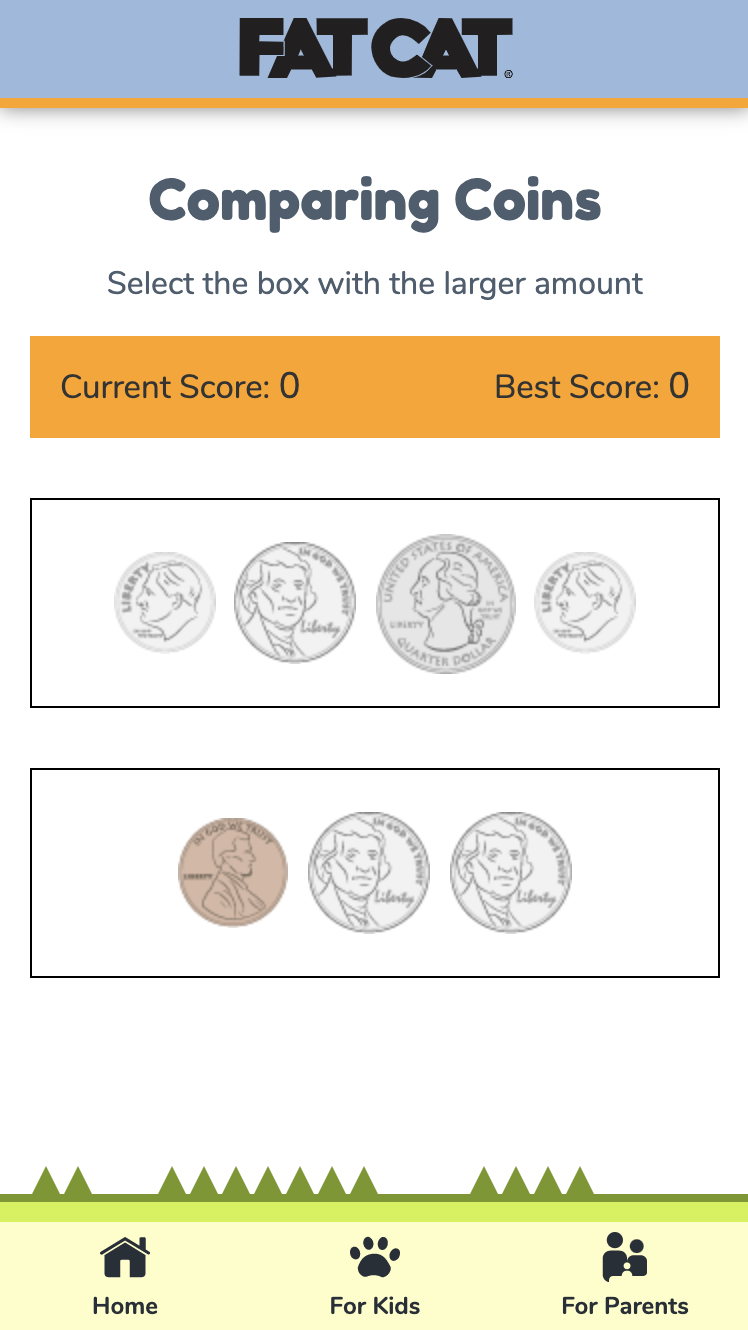 FAT CAT®
Comparing Coins
Select the box with the larger amount
Current Score: 0 Best Score: 0
LIBERTY
IN GOD WE TRUST
Liberty
UNITED STATES OF AMERICA
LIBERTY
IN GOD WE TRUST
QUARTER DOLLAR
LIBERTY
IN GOD WE TRUST
LIBERTY
IN GOD WE TRUST
Liberty
IN GOD WE TRUST
Liberty
Home For Kids For Parents